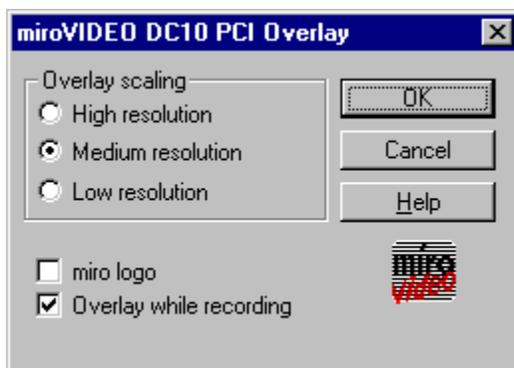 miroVIDEO DC10 PCI Overlay
Overlay scaling
High resolution
Medium resolution
Low resolution
OK
Cancel
Help
miro logo
Overlay while recording
miro
video